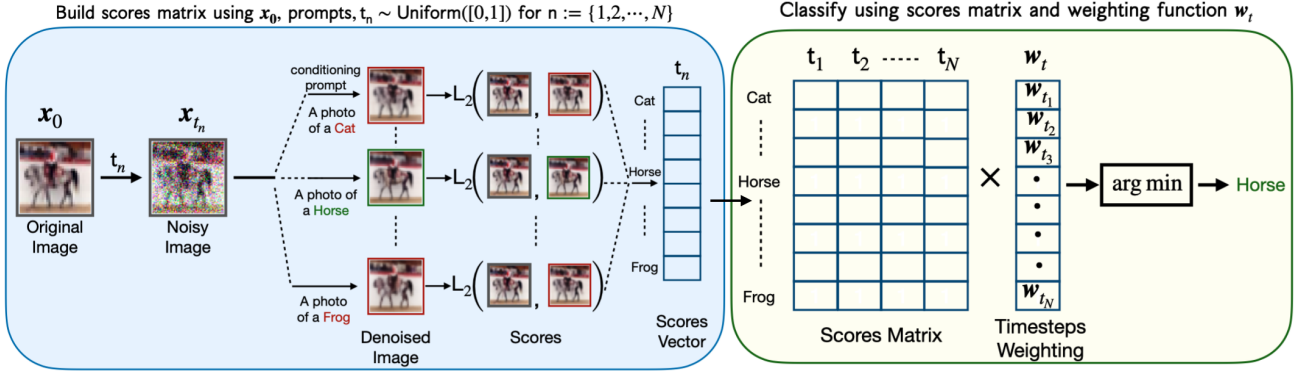 Build scores matrix using x₀, prompts, tₙ ∼ Uniform([0,1]) for n := {1,2,⋯,N}
Classify using scores matrix and weighting function wₜ
x₀
Original
Image
tₙ
xₜₙ
Noisy
Image
conditioning
prompt
A photo
of a Cat
A photo of
a Horse
A photo
of a Frog
Denoised
Image
L₂( , )
L₂( , )
L₂( , )
Scores
tₙ
Cat
Horse
Frog
Scores
Vector
t₁ t₂ tN
Cat
Horse
Frog
Scores Matrix
×
wₜ
wₜ₁
wₜ₂
wₜ₃
wₜN
Timesteps
Weighting
arg min
Horse